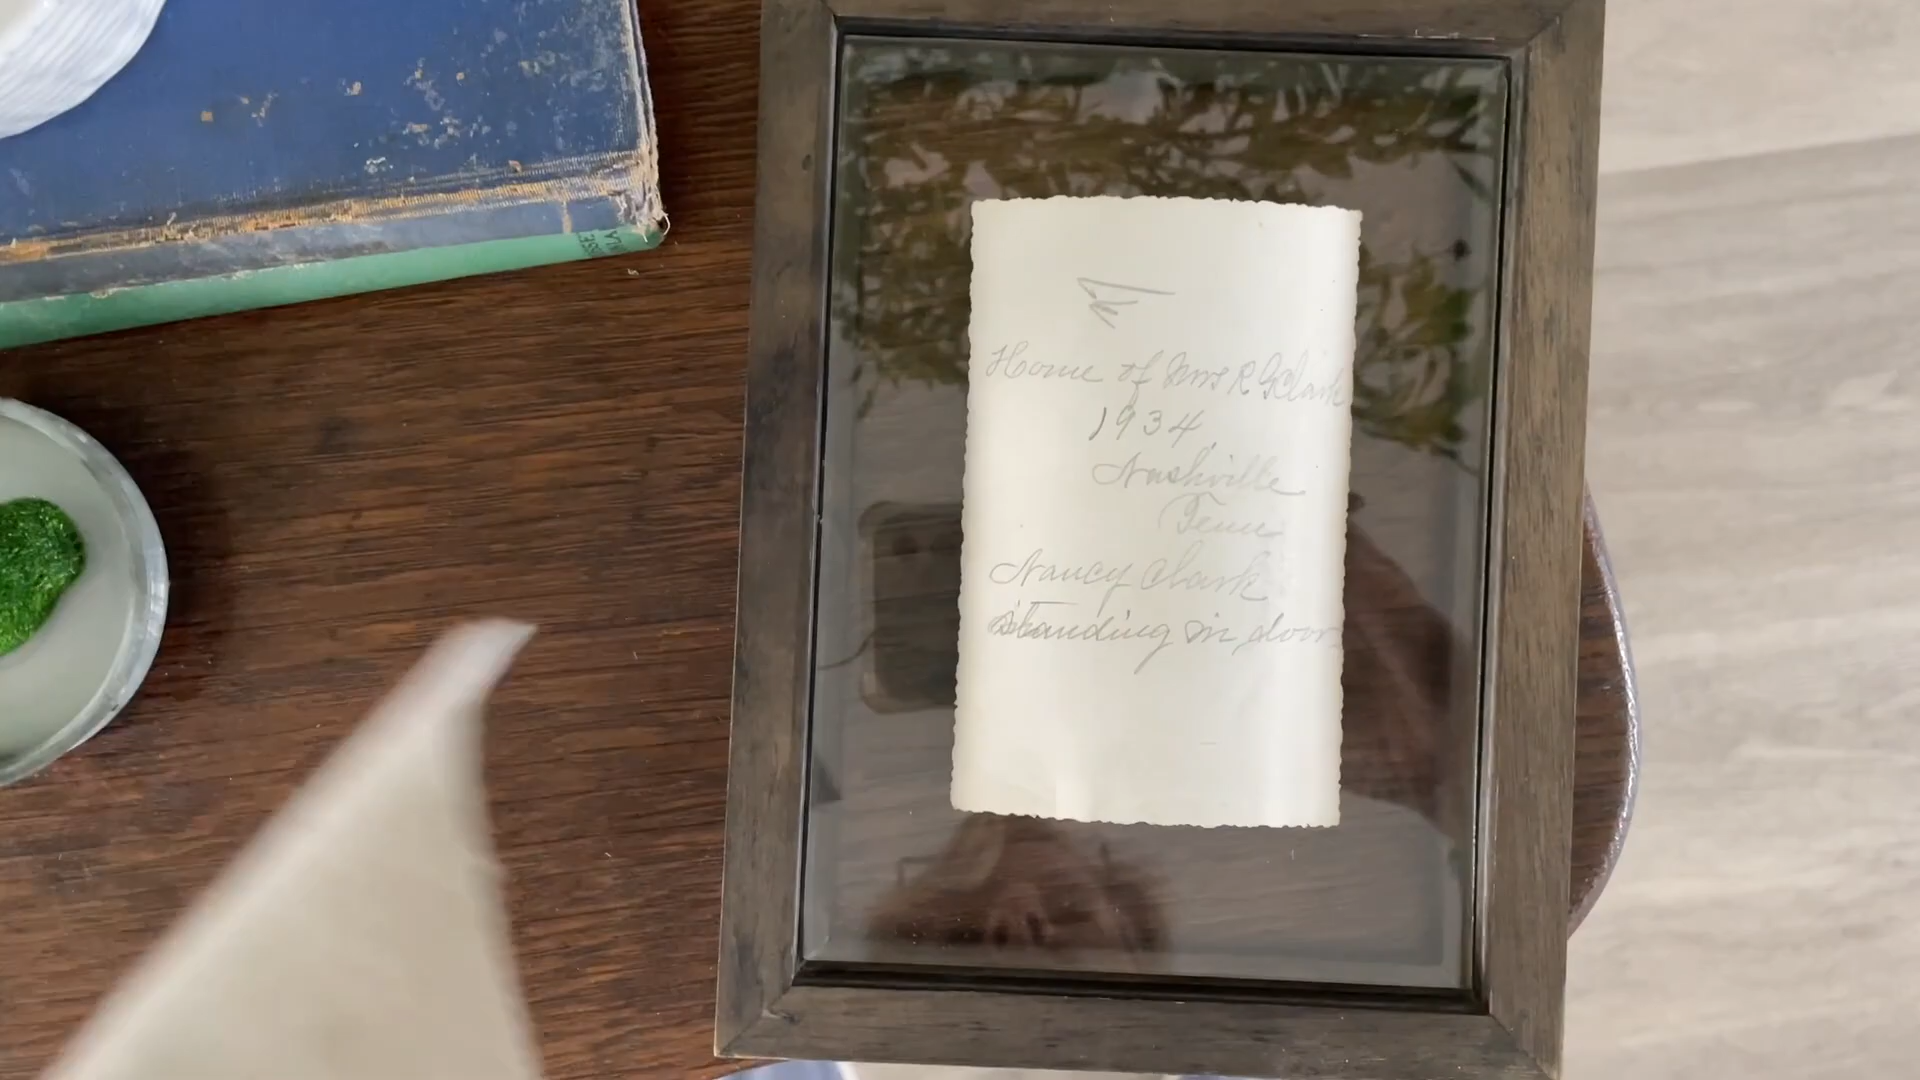 Home of Mrs R G Clark
1934
Nashville
Tenn
Nancy Clark
standing in door